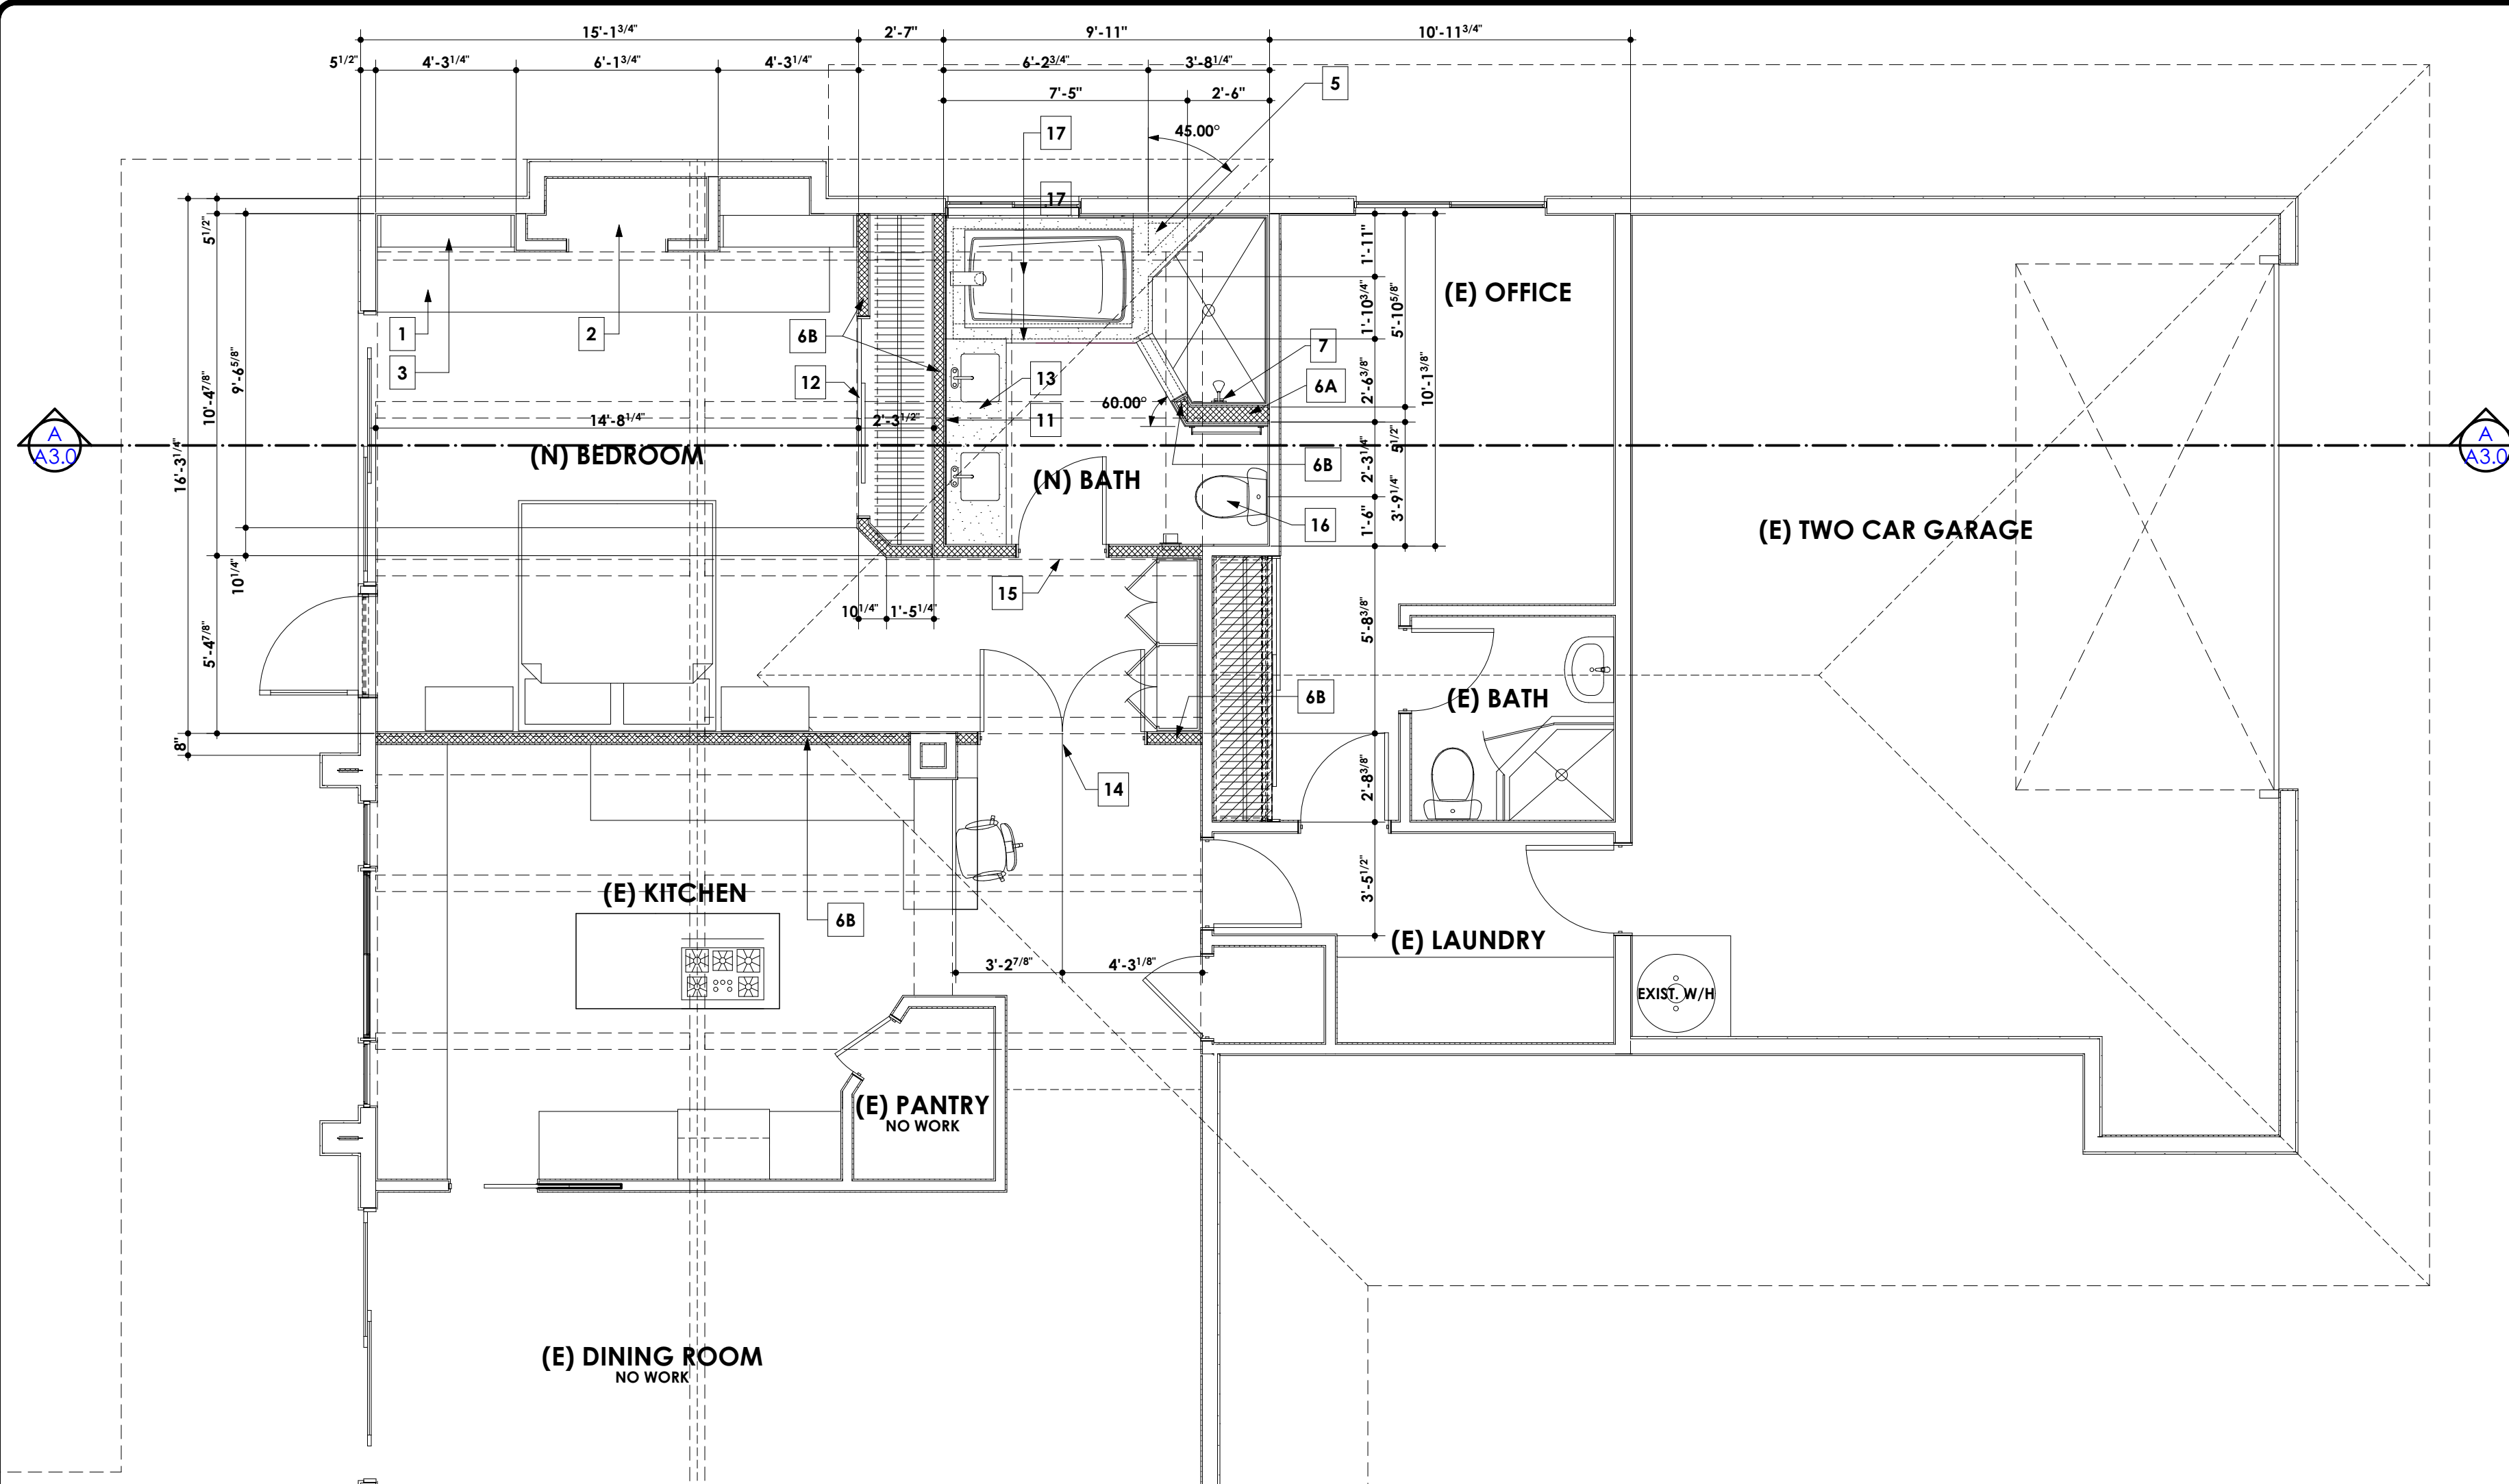 15'-1 3/4"
2'-7"
9'-11"
10'-11 3/4"
5 1/2"
4'-3 1/4"
6'-1 3/4"
4'-3 1/4"
6'-2 3/4"
3'-8 1/4"
5
7'-5"
2'-6"
17
45.00°
17
5 1/2"
1'-11"
(E) OFFICE
1
2
6B
1'-10 3/4"
5'-10 5/8"
3
9'-6 5/8"
12
13
7
6A
10'-4 7/8"
60.00°
2'-6 3/8"
10'-1 3/8"
14'-8 1/4"
2'-3 1/2"
11
A
A3.0
A
A3.0
16'-3 1/4"
(N) BEDROOM
(N) BATH
6B
2'-3 1/4"
5 1/2"
3'-9 1/4"
16
1'-6"
(E) TWO CAR GARAGE
10 1/4"
15
10 1/4"
1'-5 1/4"
5'-8 3/8"
5'-4 7/8"
6B
(E) BATH
8"
14
2'-8 3/8"
(E) KITCHEN
6B
3'-5 1/2"
(E) LAUNDRY
3'-2 7/8"
4'-3 1/8"
EXIST. W/H
(E) PANTRY
NO WORK
(E) DINING ROOM
NO WORK